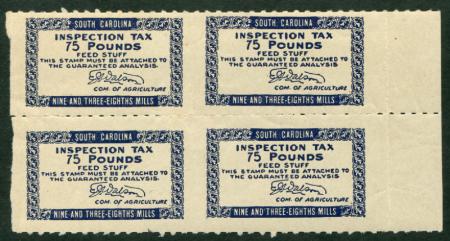 SOUTH CAROLINA
INSPECTION TAX
75 POUNDS
FEED STUFF
THIS STAMP MUST BE ATTACHED TO
THE GUARANTEED ANALYSIS.
COM. OF AGRICULTURE
NINE AND THREE-EIGHTHS MILLS
SOUTH CAROLINA
INSPECTION TAX
75 POUNDS
FEED STUFF
THIS STAMP MUST BE ATTACHED TO
THE GUARANTEED ANALYSIS.
COM. OF AGRICULTURE
NINE AND THREE-EIGHTHS MILLS
SOUTH CAROLINA
INSPECTION TAX
75 POUNDS
FEED STUFF
THIS STAMP MUST BE ATTACHED TO
THE GUARANTEED ANALYSIS.
COM. OF AGRICULTURE
NINE AND THREE-EIGHTHS MILLS
SOUTH CAROLINA
INSPECTION TAX
75 POUNDS
FEED STUFF
THIS STAMP MUST BE ATTACHED TO
THE GUARANTEED ANALYSIS.
COM. OF AGRICULTURE
NINE AND THREE-EIGHTHS MILLS